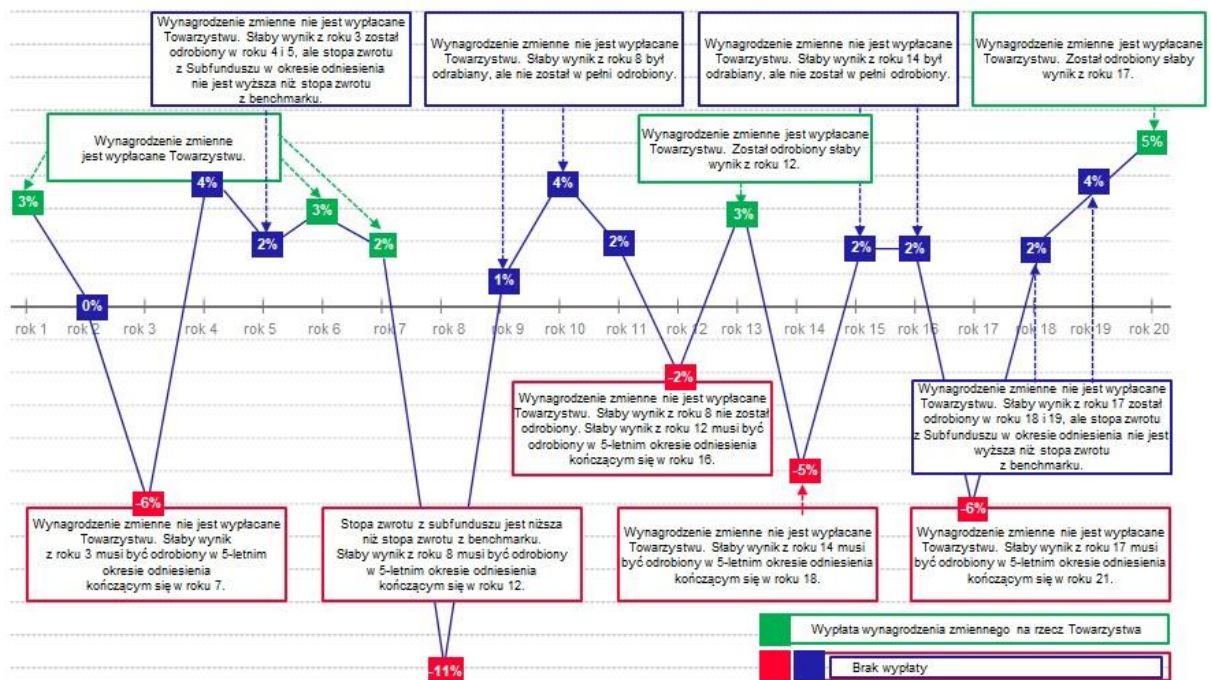 Wynagrodzenie zmienne nie jest wypłacane
Towarzystwu. Słaby wynik z roku 3 został
odrobiony w roku 4 i 5, ale stopa zwrotu
z Subfunduszu w okresie odniesienia
nie jest wyższa niż stopa zwrotu
z benchmarku.
Wynagrodzenie zmienne nie jest wypłacane
Towarzystwu. Słaby wynik z roku 8 był
odrabiany, ale nie został w pełni odrobiony.
Wynagrodzenie zmienne nie jest wypłacane
Towarzystwu. Słaby wynik z roku 14 był
odrabiany, ale nie został w pełni odrobiony.
Wynagrodzenie zmienne jest wypłacane
Towarzystwu. Został odrobiony słaby
wynik z roku 17.
Wynagrodzenie zmienne
jest wypłacane Towarzystwu.
Wynagrodzenie zmienne jest wypłacane
Towarzystwu. Został odrobiony słaby
wynik z roku 12.
3%
0%
-6%
4%
2%
3%
2%
-11%
1%
4%
2%
-2%
3%
-5%
2%
2%
-6%
2%
4%
5%
rok 1
rok 2
rok 3
rok 4
rok 5
rok 6
rok 7
rok 8
rok 9
rok 10
rok 11
rok 12
rok 13
rok 14
rok 15
rok 16
rok 17
rok 18
rok 19
rok 20
Wynagrodzenie zmienne nie jest wypłacane
Towarzystwu. Słaby wynik z roku 8 nie został
odrobiony. Słaby wynik z roku 12 musi być
odrobiony w 5-letnim okresie odniesienia
kończącym się w roku 16.
Wynagrodzenie zmienne nie jest wypłacane
Towarzystwu. Słaby wynik z roku 17 został
odrobiony w roku 18 i 19, ale stopa zwrotu
z Subfunduszu w okresie odniesienia nie jest
wyższa niż stopa zwrotu
z benchmarku.
Wynagrodzenie zmienne nie jest wypłacane
Towarzystwu. Słaby wynik
z roku 3 musi być odrobiony w 5-letnim
okresie odniesienia
kończącym się w roku 7.
Stopa zwrotu z subfunduszu jest niższa
niż stopa zwrotu z benchmarku.
Słaby wynik z roku 8 musi być odrobiony
w 5-letnim okresie odniesienia
kończącym się w roku 12.
Wynagrodzenie zmienne nie jest wypłacane
Towarzystwu. Słaby wynik z roku 14 musi
być odrobiony w 5-letnim okresie odniesienia
kończącym się w roku 18.
Wynagrodzenie zmienne nie jest wypłacane
Towarzystwu. Słaby wynik z roku 17 musi
być odrobiony w 5-letnim okresie odniesienia
kończącym się w roku 21.
Wypłata wynagrodzenia zmiennego na rzecz Towarzystwa
Brak wypłaty